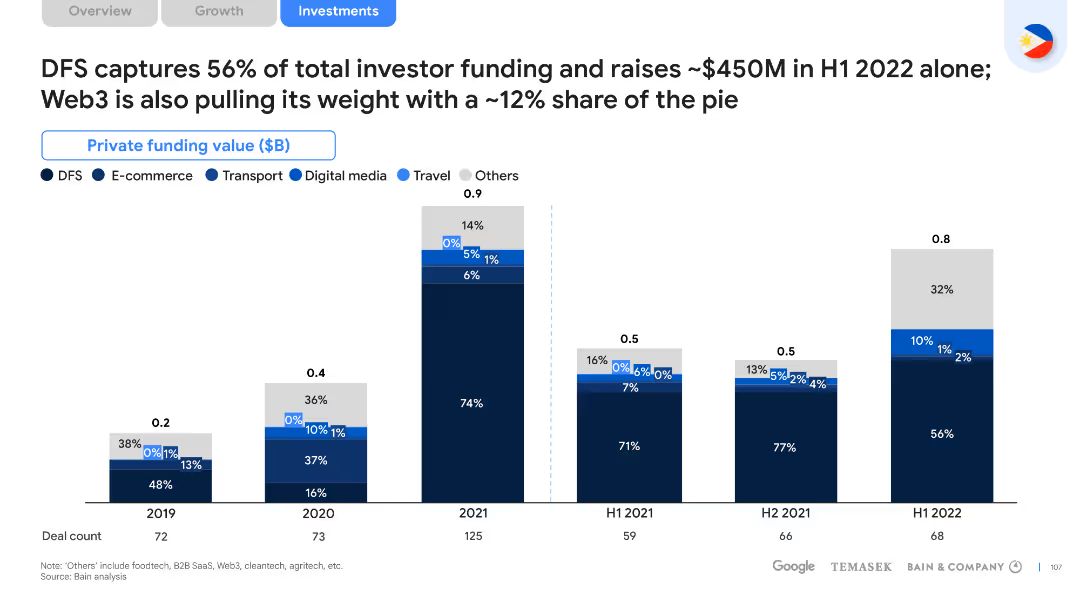 Overview Growth Investments
DFS captures 56% of total investor funding and raises ~$450M in H1 2022 alone;
Web3 is also pulling its weight with a ~12% share of the pie
Private funding value ($B)
DFS E-commerce Transport Digital media Travel Others
0.2
38%
0% 1%
13%
48%
2019
0.4
36%
0%
10% 1%
37%
16%
2020
0.9
14%
0%
5% 1%
6%
74%
2021
0.5
16% 0% 6% 0%
7%
71%
H1 2021
0.5
13% 5% 2% 4%
77%
H2 2021
0.8
32%
10% 1% 2%
56%
H1 2022
Deal count 72 73 125 59 66 68
Note: 'Others' include foodtech, B2B SaaS, Web3, cleantech, agritech, etc.
Source: Bain analysis
Google TEMASEK BAIN & COMPANY 107